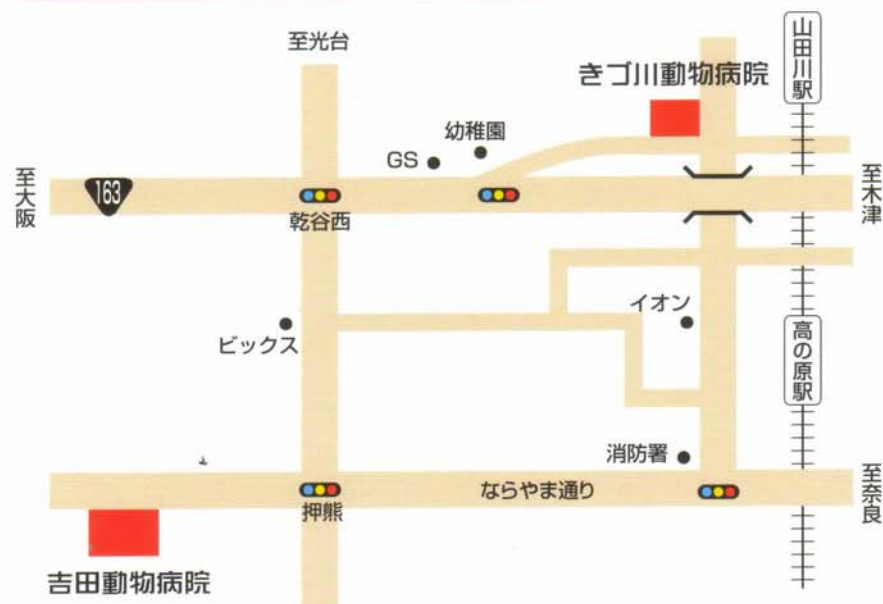 至光台
きづ川動物病院
山田川駅
幼稚園
GS
至大阪
163
至木津
乾谷西
イオン
ビックス
高の原駅
消防署
ならやま通り
至奈良
押熊
吉田動物病院